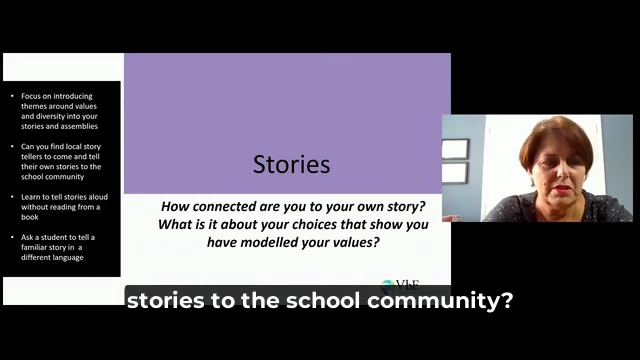 Focus on introducing
themes around values
and diversity into your
stories and assemblies
Can you find local story
tellers to come and tell
their own stories to the
school community
Learn to tell stories aloud
without reading from a
book
Ask a student to tell a
familiar story in a
different language
Stories
How connected are you to your own story?
What is it about your choices that show you
have modelled your values?
VbE
stories to the school community?